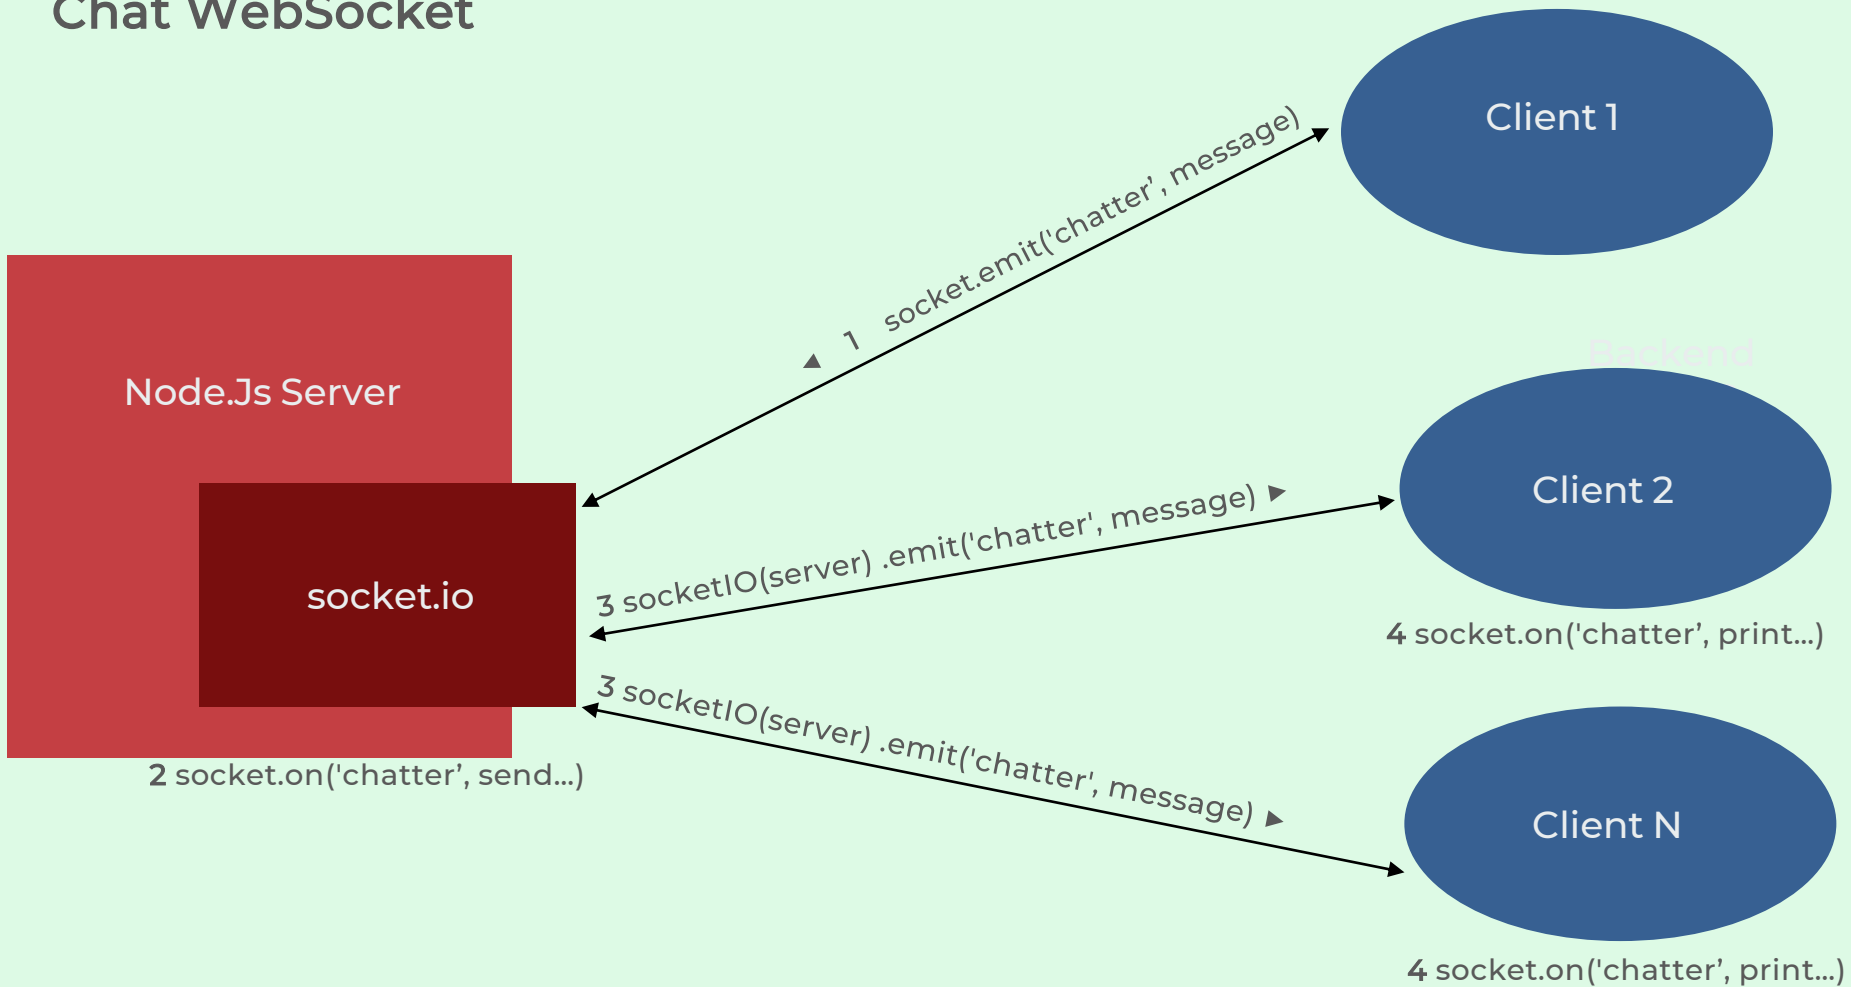 Chat WebSocket
Client 1
◀ 1 socket.emit('chatter’, message)
Backend
Node.Js Server
Client 2
3 socketIO(server) .emit('chatter', message) ▶
socket.io
4 socket.on('chatter’, print...)
3 socketIO(server) .emit('chatter', message) ▶
2 socket.on('chatter’, send...)
Client N
4 socket.on('chatter’, print...)